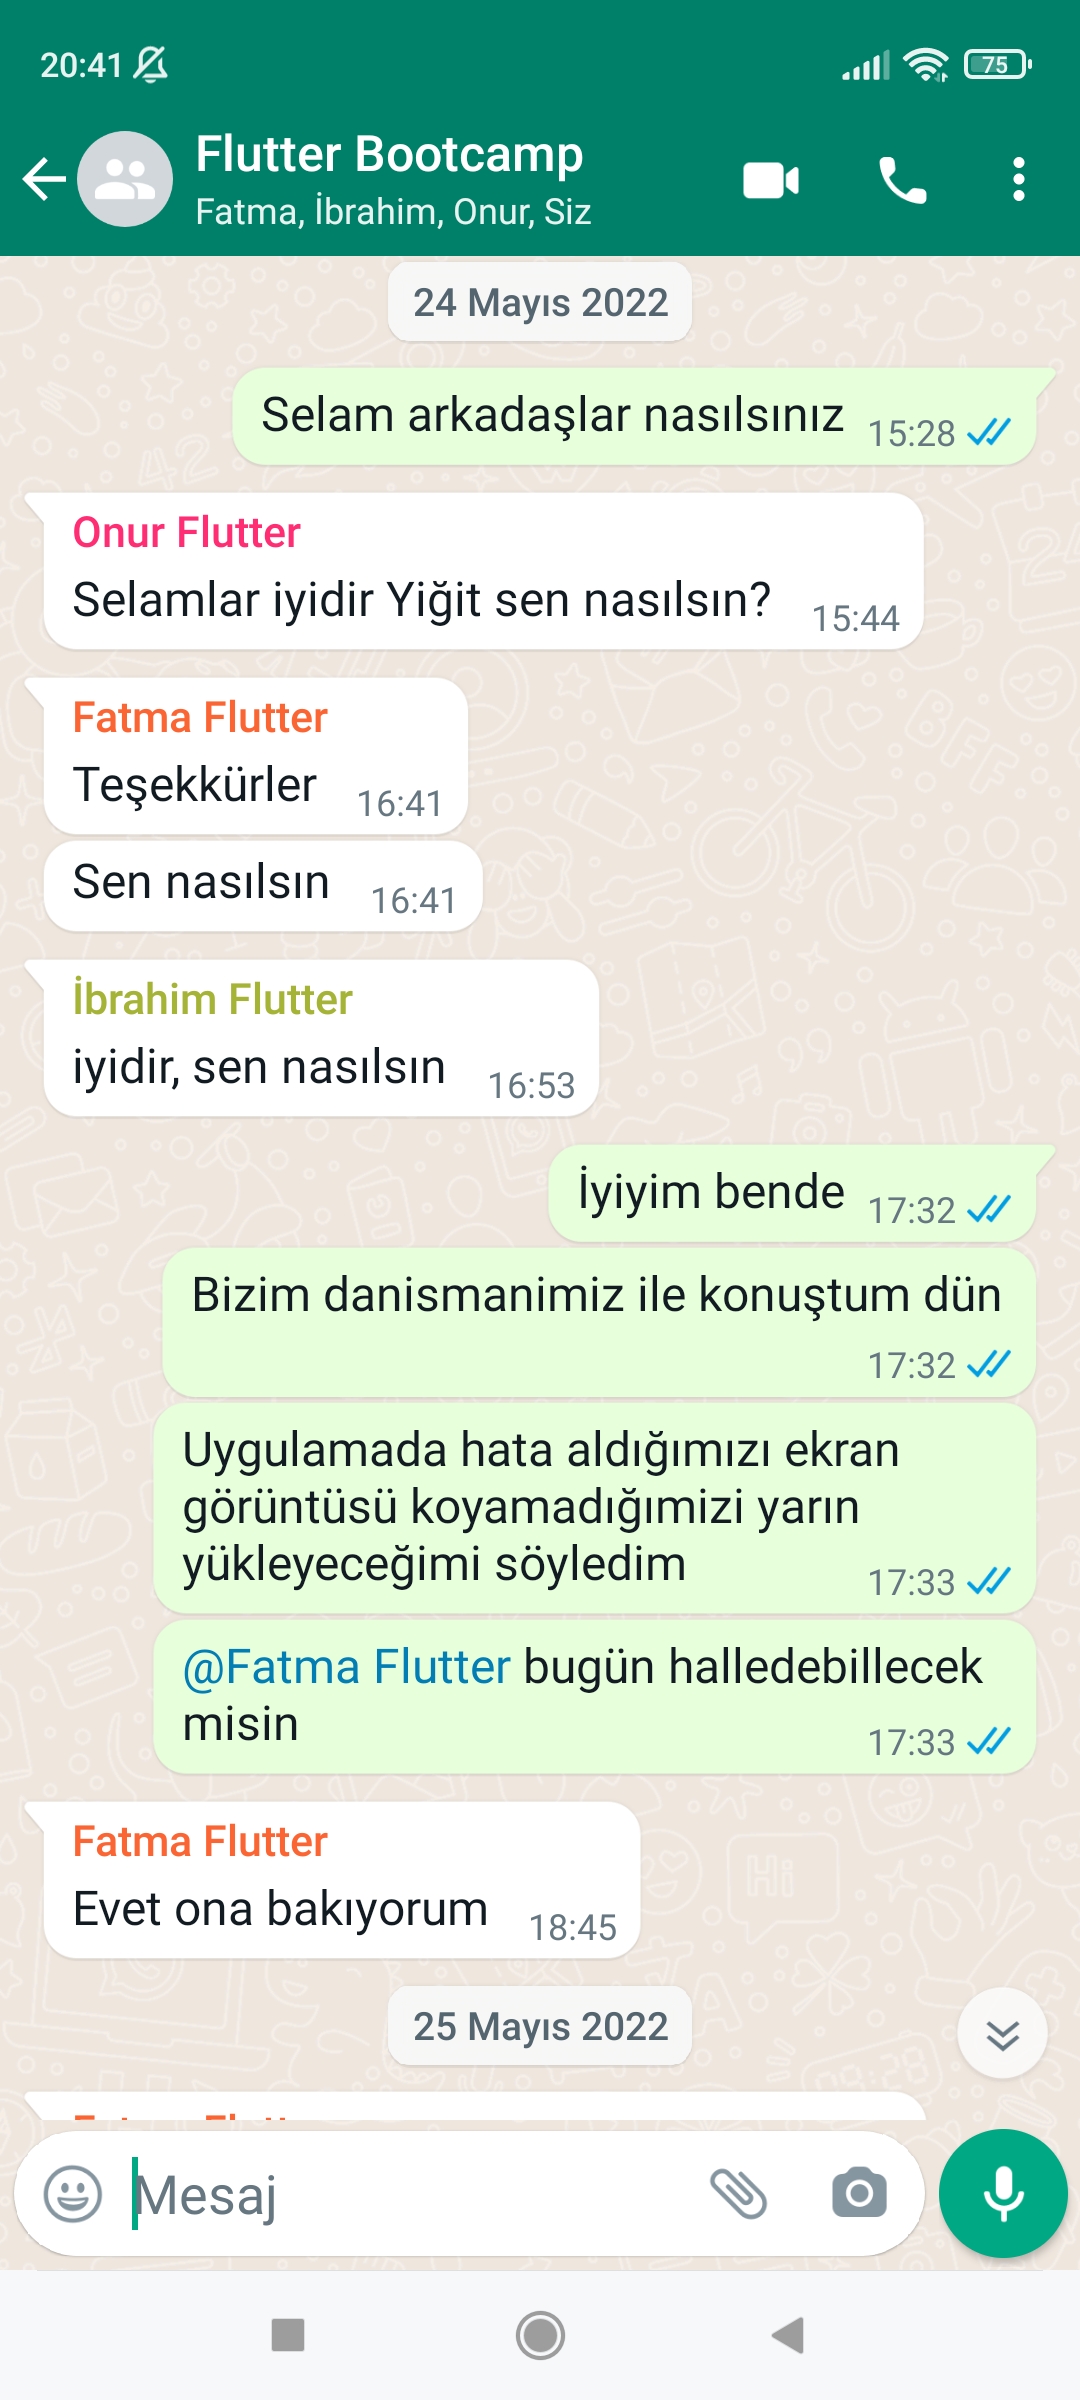 20:41
75
Flutter Bootcamp
Fatma, İbrahim, Onur, Siz
24 Mayıs 2022
Selam arkadaşlar nasılsınız 15:28
Onur Flutter
Selamlar iyidir Yiğit sen nasılsın? 15:44
Fatma Flutter
Teşekkürler 16:41
Sen nasılsın 16:41
İbrahim Flutter
iyidir, sen nasılsın 16:53
İyiyim bende 17:32
Bizim danismanimiz ile konuştum dün
17:32
Uygulamada hata aldığımızı ekran
görüntüsü koyamadığımizi yarın
yükleyeceğimi söyledim 17:33
@Fatma Flutter bugün halledebillecek
misin 17:33
Fatma Flutter
Evet ona bakıyorum 18:45
25 Mayıs 2022
Mesaj